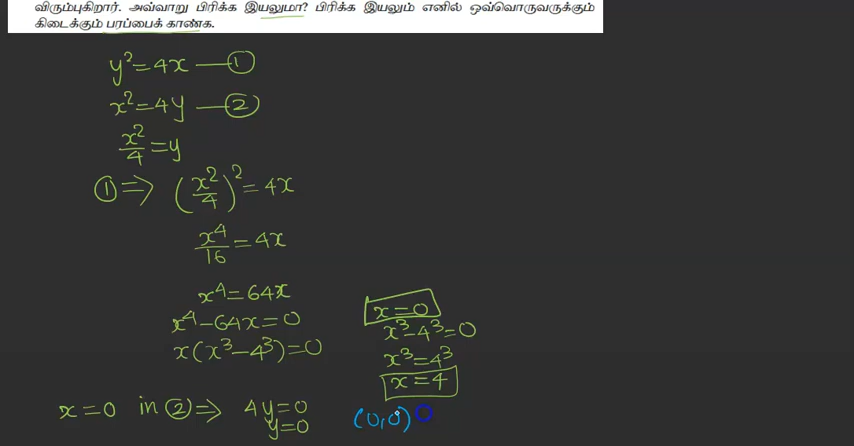 விரும்புகிறார். அவ்வாறு பிரிக்க இயலுமா? பிரிக்க இயலும் எனில் ஒவ்வொருவருக்கும்
கிடைக்கும் பரப்பைக் காண்க.
y² = 4x — ①
x² = 4y — ②
x²/4 = y
① ⇒ (x²/4)² = 4x
x⁴/16 = 4x
x⁴ = 64x
x⁴ - 64x = 0
x(x³ - 4³) = 0
x = 0
x³ - 4³ = 0
x³ = 4³
x = 4
x = 0 in ② ⇒ 4y = 0
y = 0
(0,0) 0